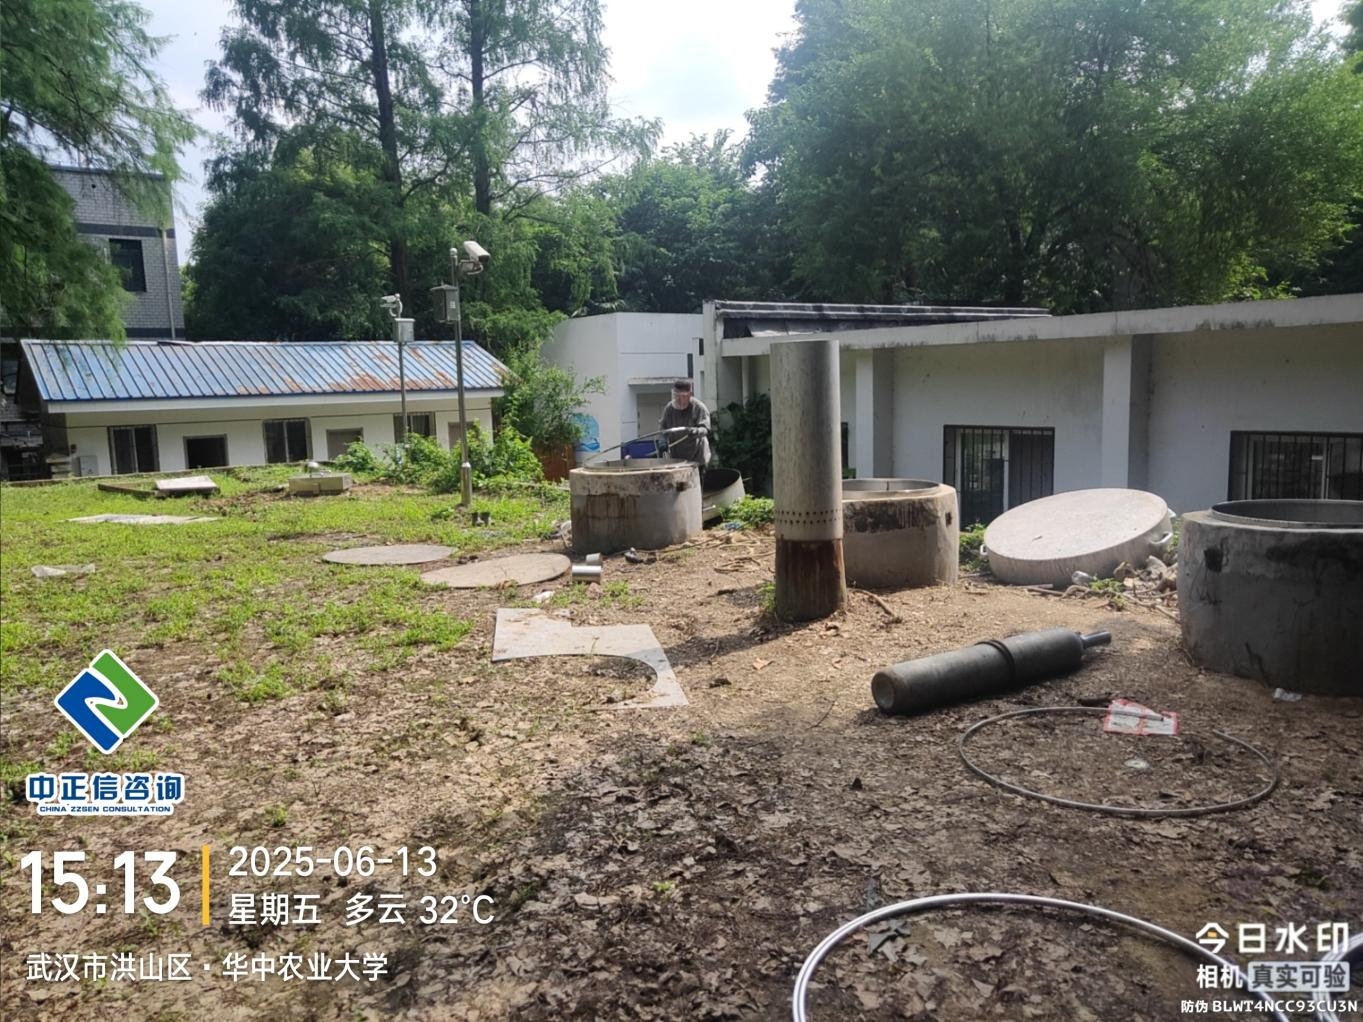 中正信咨询
CHINA ZZSEN CONSULTATION
15:13
2025-06-13
星期五 多云 32°C
武汉市洪山区·华中农业大学
今日水印
相机 真实可验
防伪 BLWT4NCC93CU3N